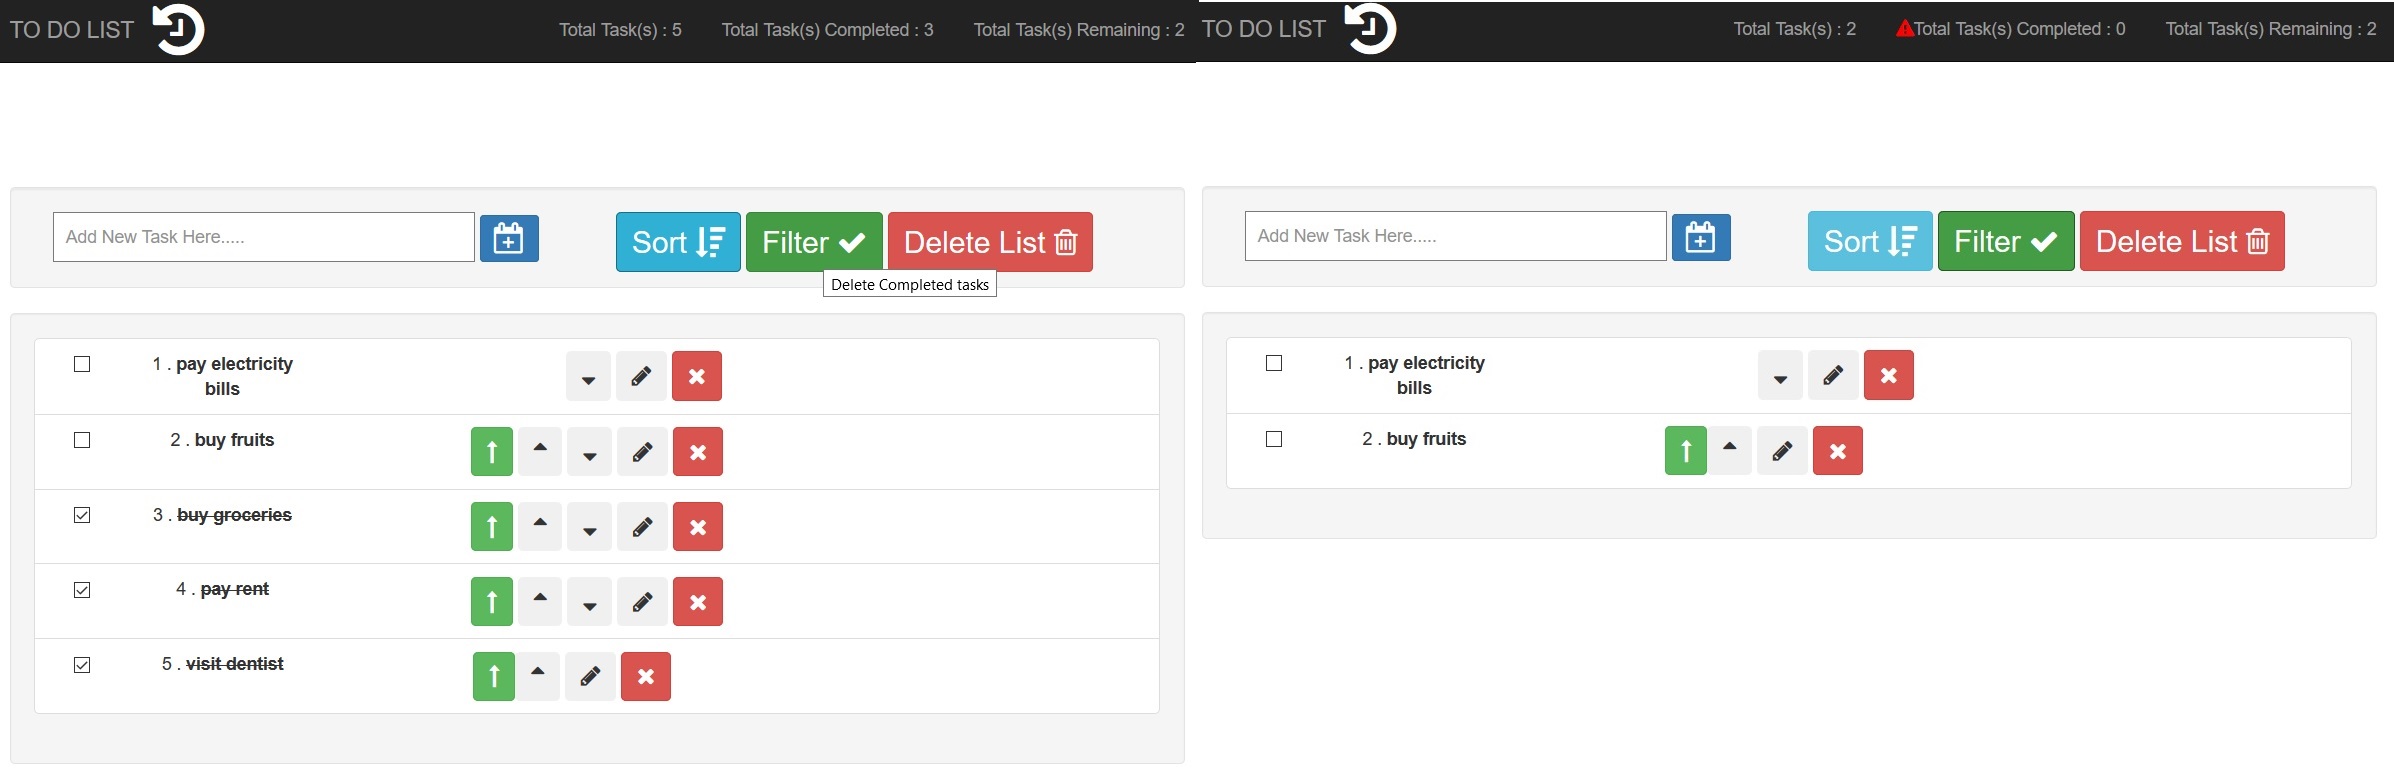 TO DO LIST
Total Task(s) : 5
Total Task(s) Completed : 3
Total Task(s) Remaining : 2
Add New Task Here.....
Sort
Filter
Delete List
Delete Completed tasks
1 . pay electricity
bills
2 . buy fruits
3 . buy groceries
4 . pay rent
5 . visit dentist
TO DO LIST
Total Task(s) : 2
Total Task(s) Completed : 0
Total Task(s) Remaining : 2
Add New Task Here.....
Sort
Filter
Delete List
1 . pay electricity
bills
2 . buy fruits